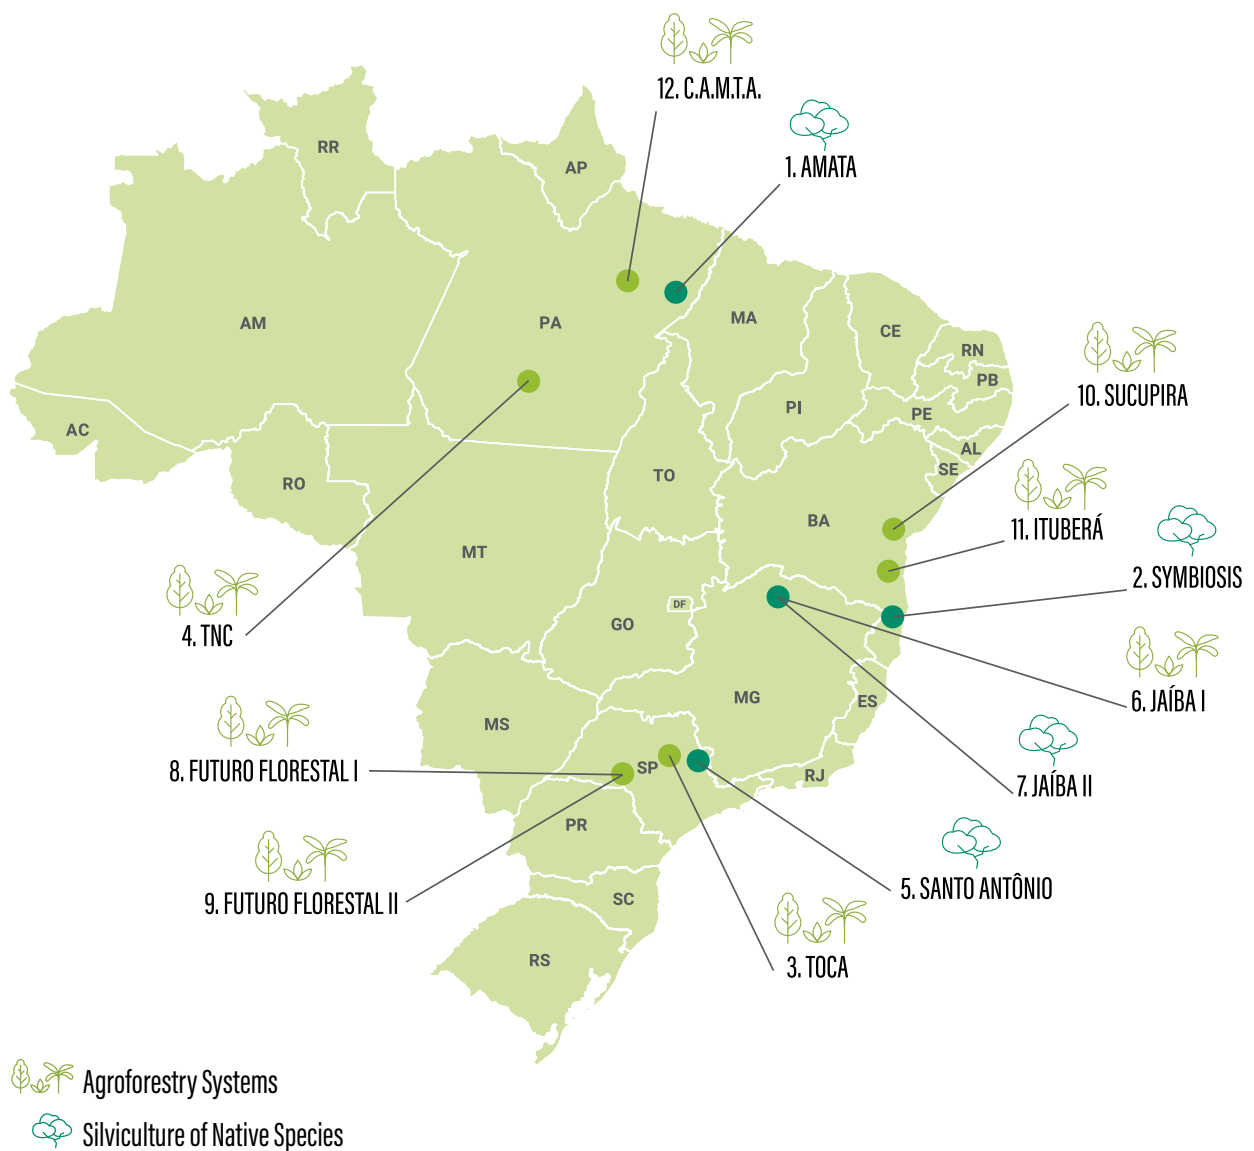 12. C.A.M.T.A.
1. AMATA
RR
AP
AM
PA
MA
CE
RN
PB
10. SUCUPIRA
PI
PE
AC
AL
SE
RO
TO
BA
11. ITUBERÁ
MT
2. SYMBIOSIS
DF
GO
4. TNC
MG
ES
6. JAÍBA I
MS
8. FUTURO FLORESTAL I
SP
RJ
7. JAÍBA II
PR
5. SANTO ANTÔNIO
9. FUTURO FLORESTAL II
SC
RS
3. TOCA
Agroforestry Systems
Silviculture of Native Species